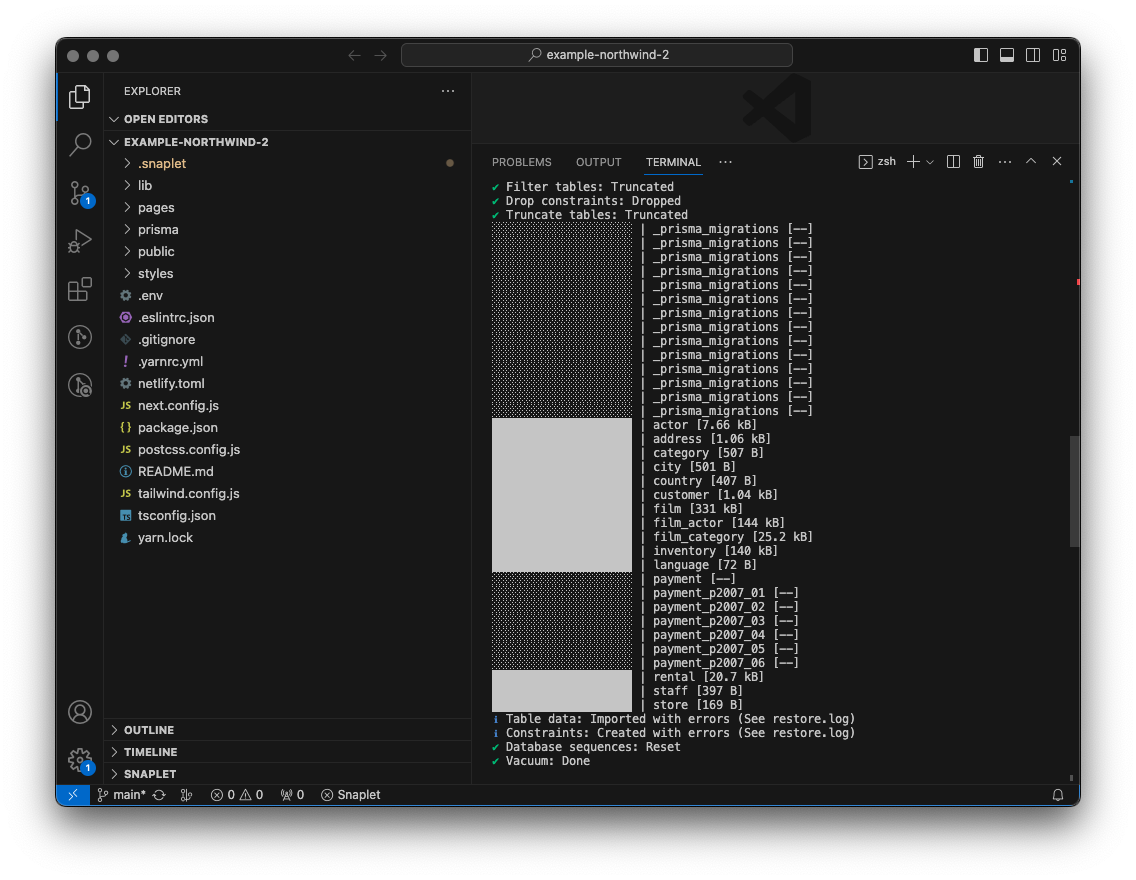 example-northwind-2
EXPLORER
OPEN EDITORS
EXAMPLE-NORTHWIND-2
.snaplet
lib
pages
prisma
public
styles
.env
.eslintrc.json
.gitignore
! .yarnrc.yml
netlify.toml
JS next.config.js
{} package.json
JS postcss.config.js
README.md
JS tailwind.config.js
TS tsconfig.json
yarn.lock
OUTLINE
TIMELINE
SNAPLET
1
1
PROBLEMS OUTPUT TERMINAL ··· zsh
✔ Filter tables: Truncated
✔ Drop constraints: Dropped
✔ Truncate tables: Truncated
| _prisma_migrations [--]
| _prisma_migrations [--]
| _prisma_migrations [--]
| _prisma_migrations [--]
| _prisma_migrations [--]
| _prisma_migrations [--]
| _prisma_migrations [--]
| _prisma_migrations [--]
| _prisma_migrations [--]
| _prisma_migrations [--]
| _prisma_migrations [--]
| _prisma_migrations [--]
| _prisma_migrations [--]
| _prisma_migrations [--]
| actor [7.66 kB]
| address [1.06 kB]
| category [507 B]
| city [501 B]
| country [407 B]
| customer [1.04 kB]
| film [331 kB]
| film_actor [144 kB]
| film_category [25.2 kB]
| inventory [140 kB]
| language [72 B]
| payment [--]
| payment_p2007_01 [--]
| payment_p2007_02 [--]
| payment_p2007_03 [--]
| payment_p2007_04 [--]
| payment_p2007_05 [--]
| payment_p2007_06 [--]
| rental [20.7 kB]
| staff [397 B]
| store [169 B]
ℹ Table data: Imported with errors (See restore.log)
ℹ Constraints: Created with errors (See restore.log)
✔ Database sequences: Reset
✔ Vacuum: Done
main* 0 0 0 Snaplet